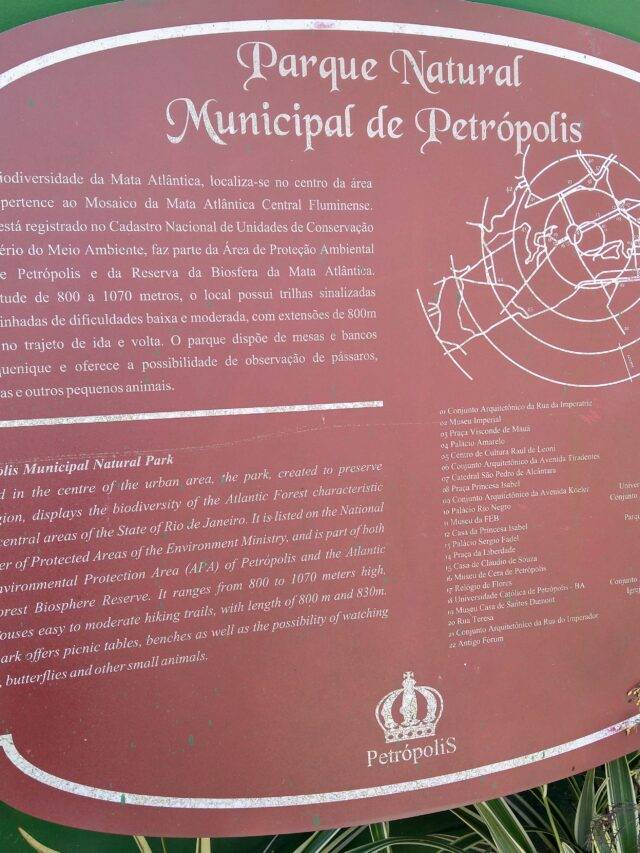 Parque Natural
Municipal de Petrópolis
iodiversidade da Mata Atlântica, localiza-se no centro da área
pertence ao Mosaico da Mata Atlântica Central Fluminense.
está registrado no Cadastro Nacional de Unidades de Conservação
ério do Meio Ambiente, faz parte da Área de Proteção Ambiental
e Petrópolis e da Reserva da Biosfera da Mata Atlântica.
tude de 800 a 1070 metros, o local possui trilhas sinalizadas
inhadas de dificuldades baixa e moderada, com extensões de 800m
no trajeto de ida e volta. O parque dispõe de mesas e bancos
quenique e oferece a possibilidade de observação de pássaros,
as e outros pequenos animais.
olis Municipal Natural Park
d in the centre of the urban area, the park, created to preserve
gion, displays the biodiversity of the Atlantic Forest characteristic
central areas of the State of Rio de Janeiro. It is listed on the National
er of Protected Areas of the Environment Ministry, and is part of both
nvironmental Protection Area (APA) of Petrópolis and the Atlantic
orest Biosphere Reserve. It ranges from 800 to 1070 meters high,
ouses easy to moderate hiking trails, with length of 800 m and 830m.
ark offers picnic tables, benches as well as the possibility of watching
, butterflies and other small animals.
01 Conjunto Arquitetônico da Rua da Imperatriz
02 Museu Imperial
03 Praça Visconde de Mauá
04 Palácio Amarelo
05 Centro de Cultura Raul de Leoni
06 Conjunto Arquitetônico da Avenida Tiradentes
07 Catedral São Pedro de Alcântara
08 Praça Princesa Isabel
09 Conjunto Arquitetônico da Avenida Koeler
10 Palácio Rio Negro
11 Museu da FEB
12 Casa da Princesa Isabel
13 Palácio Sergio Fadel
14 Praça da Liberdade
15 Casa de Cláudio de Souza
16 Museu de Cera de Petrópolis
17 Relógio de Flores
18 Universidade Católica de Petrópolis - BA
19 Museu Casa de Santos Dumont
20 Rua Teresa
21 Conjunto Arquitetônico da Rua do Imperador
22 Antigo Fórum
Univer
Conjunto
Parq
Conjunto
Igre
PetrópoliS